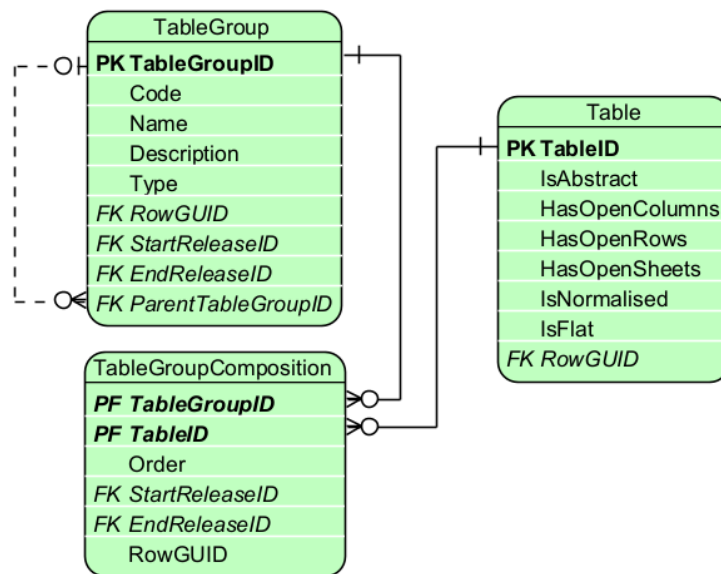 TableGroup
PK TableGroupID
Code
Name
Description
Type
FK RowGUID
FK StartReleaseID
FK EndReleaseID
FK ParentTableGroupID
Table
PK TableID
IsAbstract
HasOpenColumns
HasOpenRows
HasOpenSheets
IsNormalised
IsFlat
FK RowGUID
TableGroupComposition
PF TableGroupID
PF TableID
Order
FK StartReleaseID
FK EndReleaseID
RowGUID